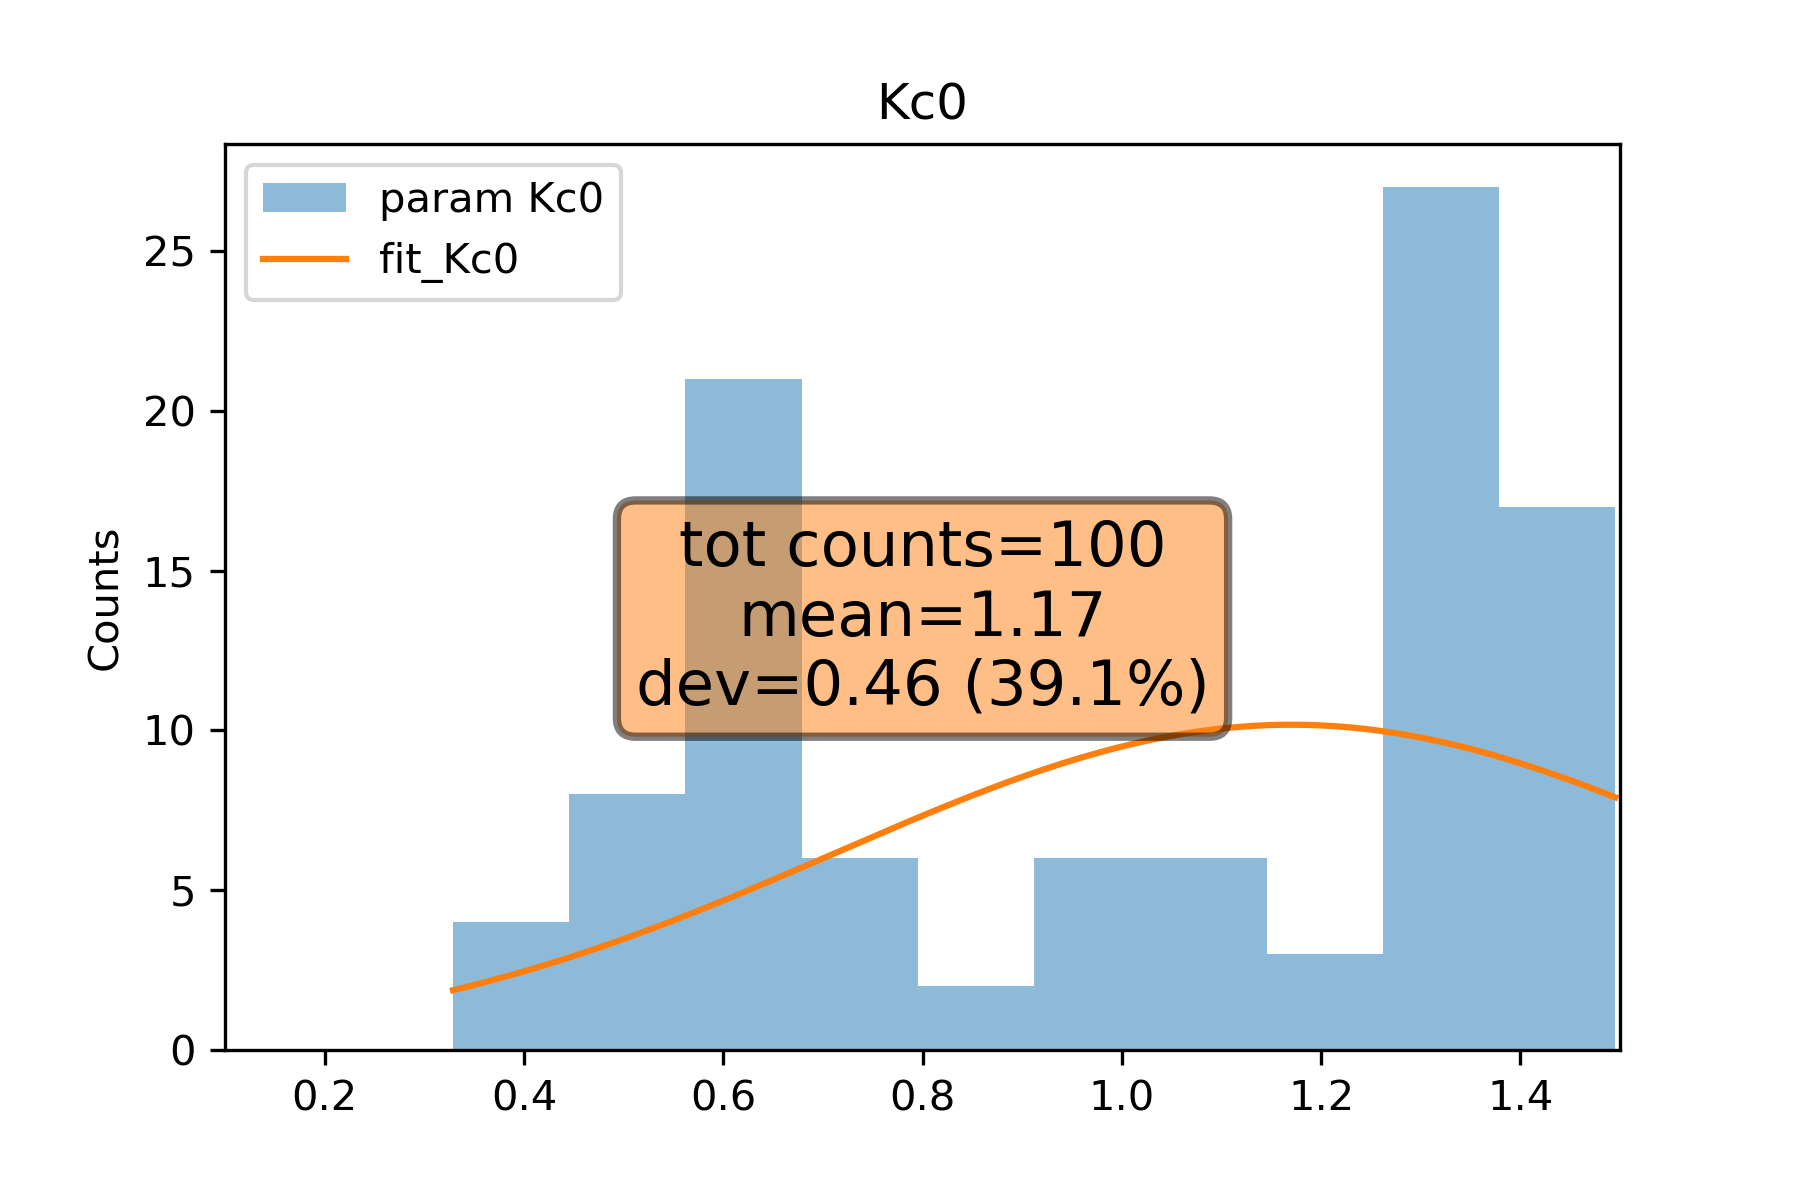 Kc0
param Kc0
fit_Kc0
25
20
15
10
5
0
Counts
tot counts=100
mean=1.17
dev=0.46 (39.1%)
0.2 0.4 0.6 0.8 1.0 1.2 1.4